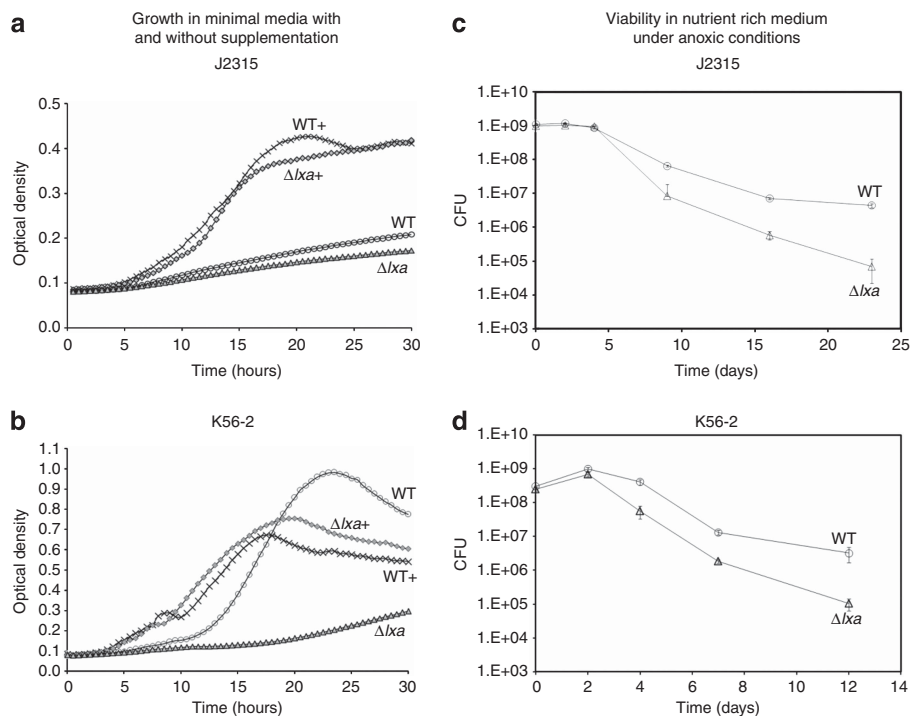 a
Growth in minimal media with
and without supplementation
J2315
Optical density
0.5
0.4
0.3
0.2
0.1
0.0
WT+
Δlxa+
WT
Δlxa
0 5 10 15 20 25 30
Time (hours)
c
Viability in nutrient rich medium
under anoxic conditions
J2315
CFU
1.E+10
1.E+09
1.E+08
1.E+07
1.E+06
1.E+05
1.E+04
1.E+03
WT
Δlxa
0 5 10 15 20 25
Time (days)
b
K56-2
Optical density
1.1
1.0
0.9
0.8
0.7
0.6
0.5
0.4
0.3
0.2
0.1
0.0
WT
Δlxa+
WT+
Δlxa
0 5 10 15 20 25 30
Time (hours)
d
K56-2
CFU
1.E+10
1.E+09
1.E+08
1.E+07
1.E+06
1.E+05
1.E+04
1.E+03
WT
Δlxa
0 2 4 6 8 10 12 14
Time (days)